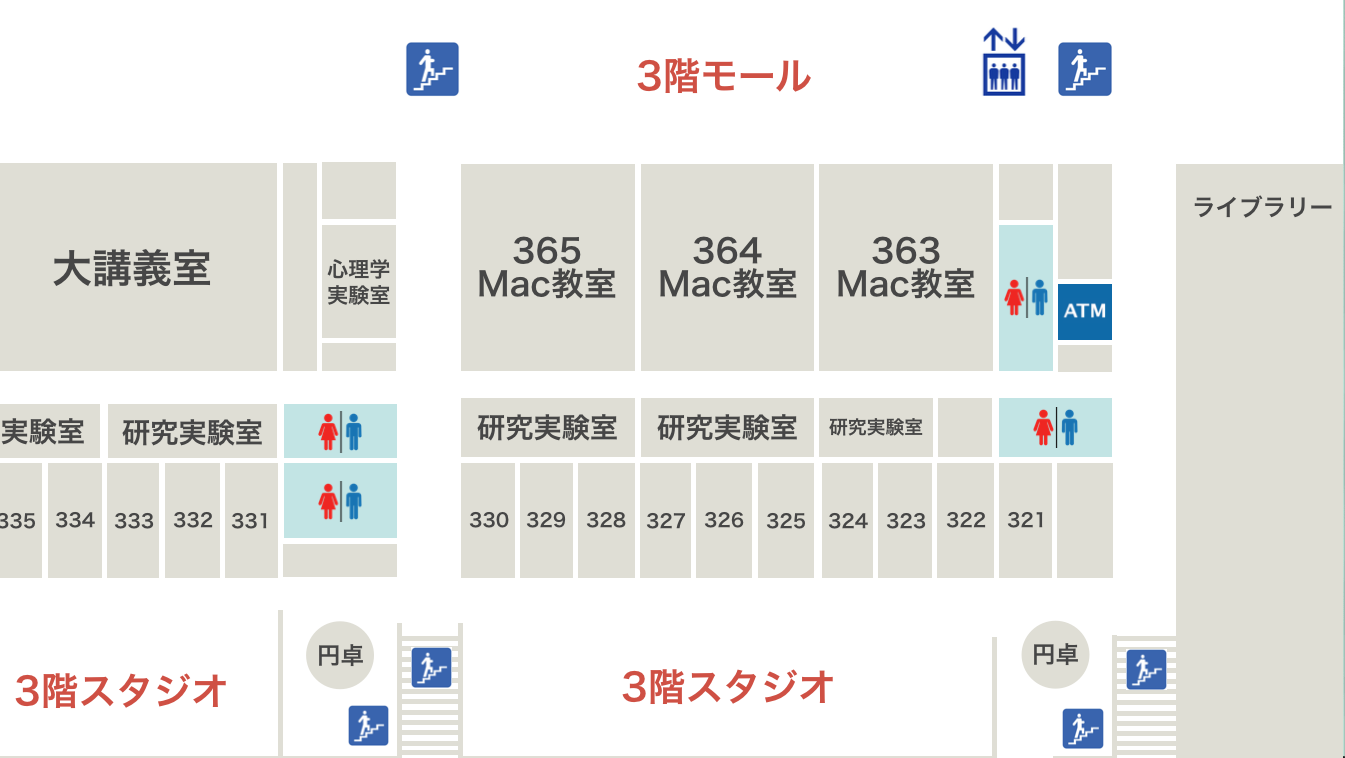 3階モール
ライブラリー
大講義室
心理学
実験室
365
Mac教室
364
Mac教室
363
Mac教室
ATM
実験室
研究実験室
研究実験室
研究実験室
研究実験室
335
334
333
332
331
330
329
328
327
326
325
324
323
322
321
円卓
円卓
3階スタジオ
3階スタジオ